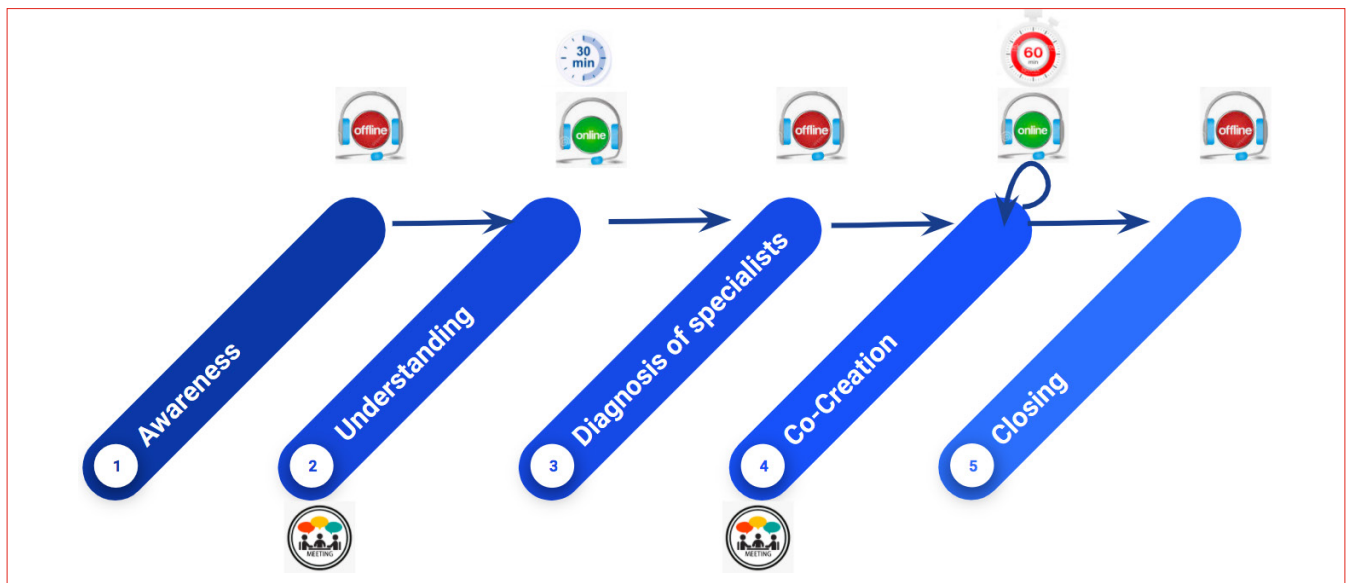 30
min
60
min
offline
online
offline
online
offline
Awareness
Understanding
Diagnosis of specialists
Co-Creation
Closing
1
2
3
4
5
MEETING
MEETING